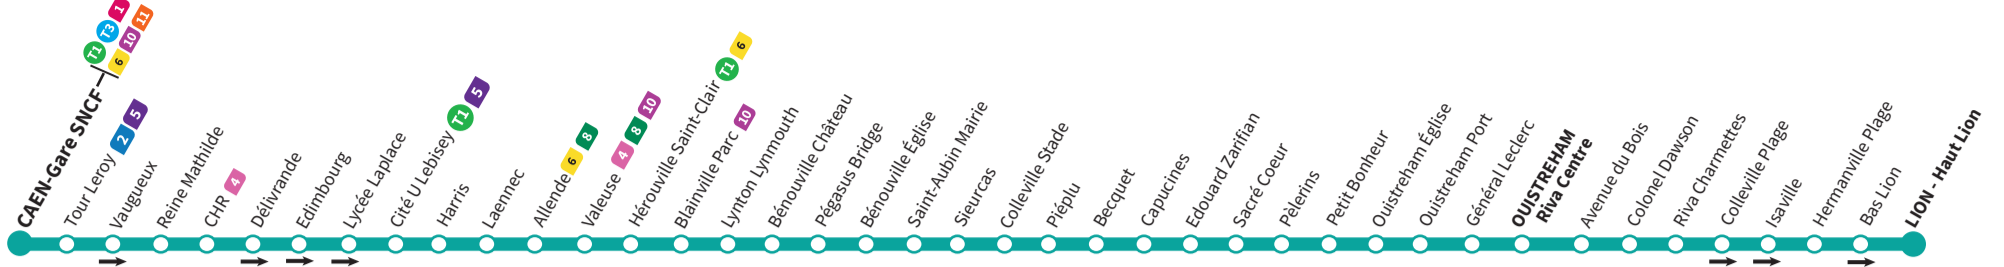 CAEN-Gare SNCF
T1 T3 1
6 10 11
Tour Leroy 2 5
Vaugueux
Reine Mathilde
CHR 4
Délivrande
Edimbourg
Lycée Laplace
Cité U Lebisey T1 5
Harris
Laennec
Allende 6 8
Valeuse 4 8 10
Hérouville Saint-Clair T1 6
Blainville Parc 10
Lynton Lynmouth
Bénouville Château
Pégasus Bridge
Bénouville Église
Saint-Aubin Mairie
Sieurcas
Colleville Stade
Piéplu
Becquet
Capucines
Edouard Zarifian
Sacré Coeur
Pèlerins
Petit Bonheur
Ouistreham Église
Ouistreham Port
Général Leclerc
OUISTREHAM
Riva Centre
Avenue du Bois
Colonel Dawson
Riva Charmettes
Colleville Plage
Isaville
Hermanville Plage
Bas Lion
LION - Haut Lion